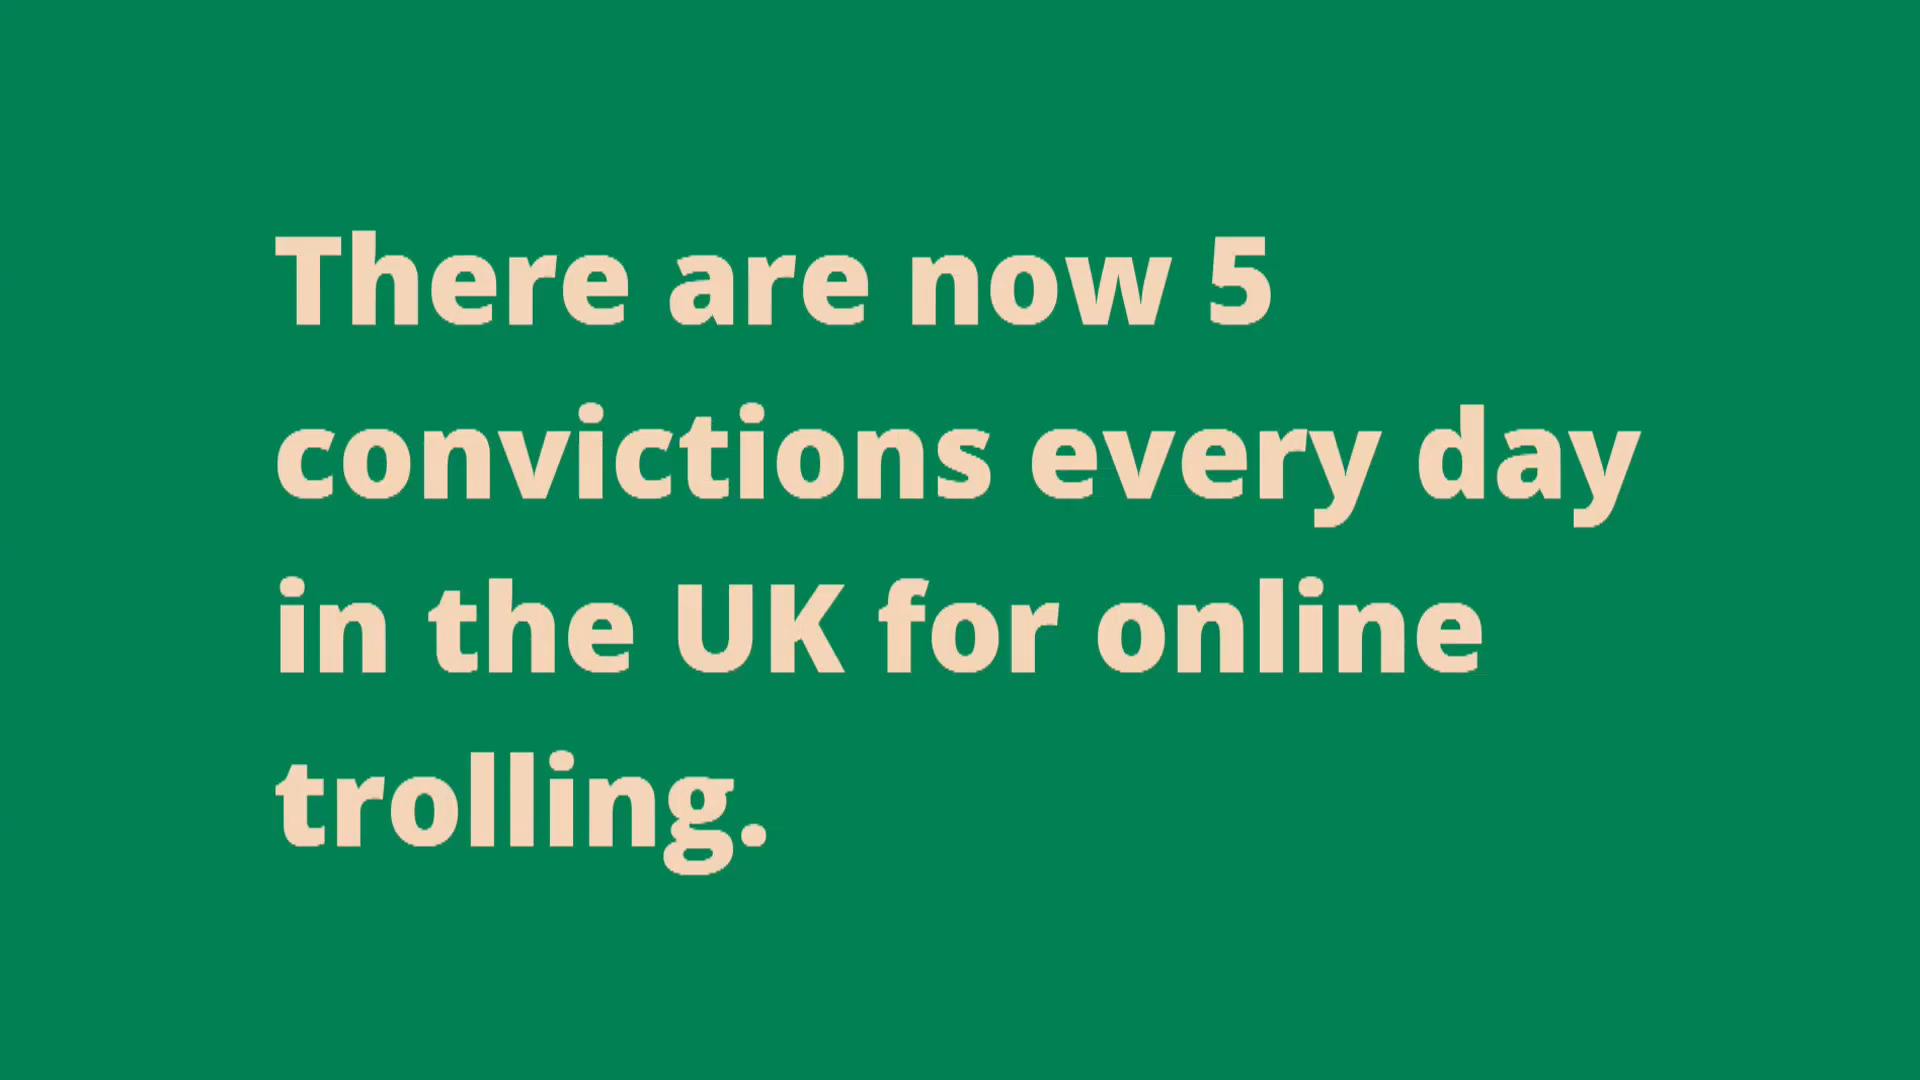 There are now 5
convictions every day
in the UK for online
trolling.